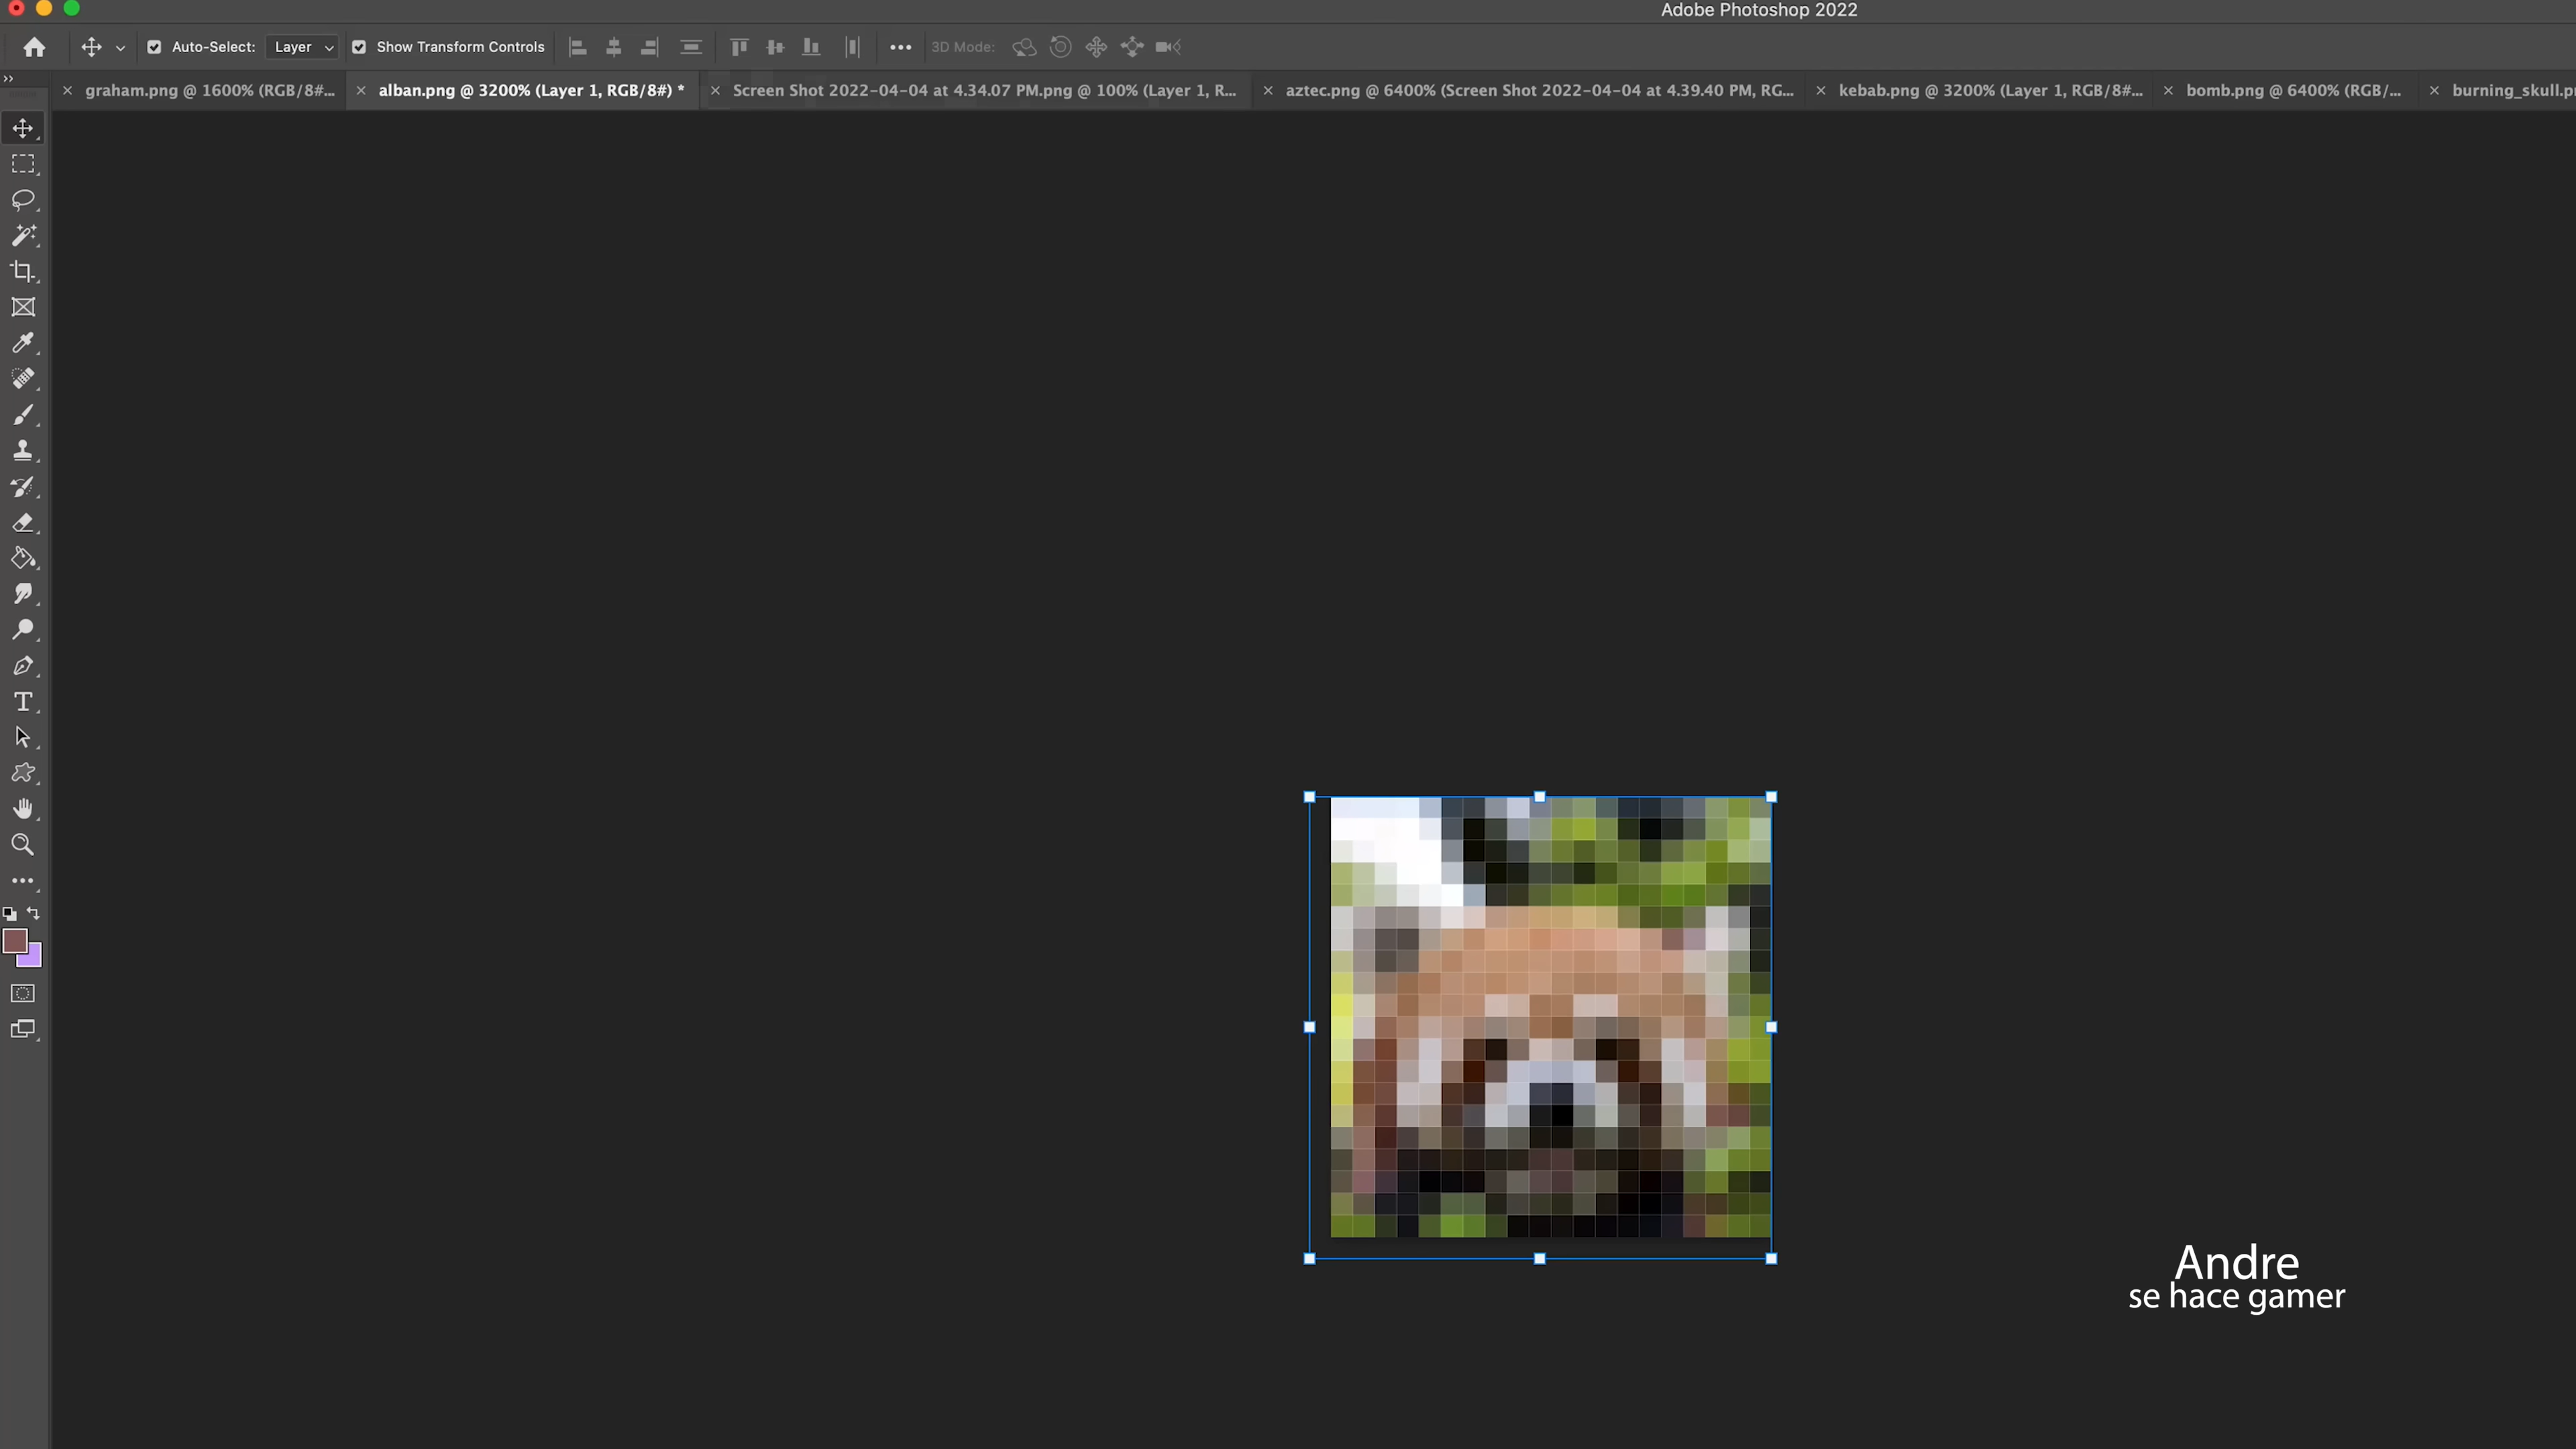 Adobe Photoshop 2022
Auto-Select: Layer Show Transform Controls 3D Mode:
graham.png @ 1600% (RGB/8#... alban.png @ 3200% (Layer 1, RGB/8#) * Screen Shot 2022-04-04 at 4.34.07 PM.png @ 100% (Layer 1, R... aztec.png @ 6400% (Screen Shot 2022-04-04 at 4.39.40 PM, RG... kebab.png @ 3200% (Layer 1, RGB/8#... bomb.png @ 6400% (RGB/... burning_skull.p
Andre
se hace gamer